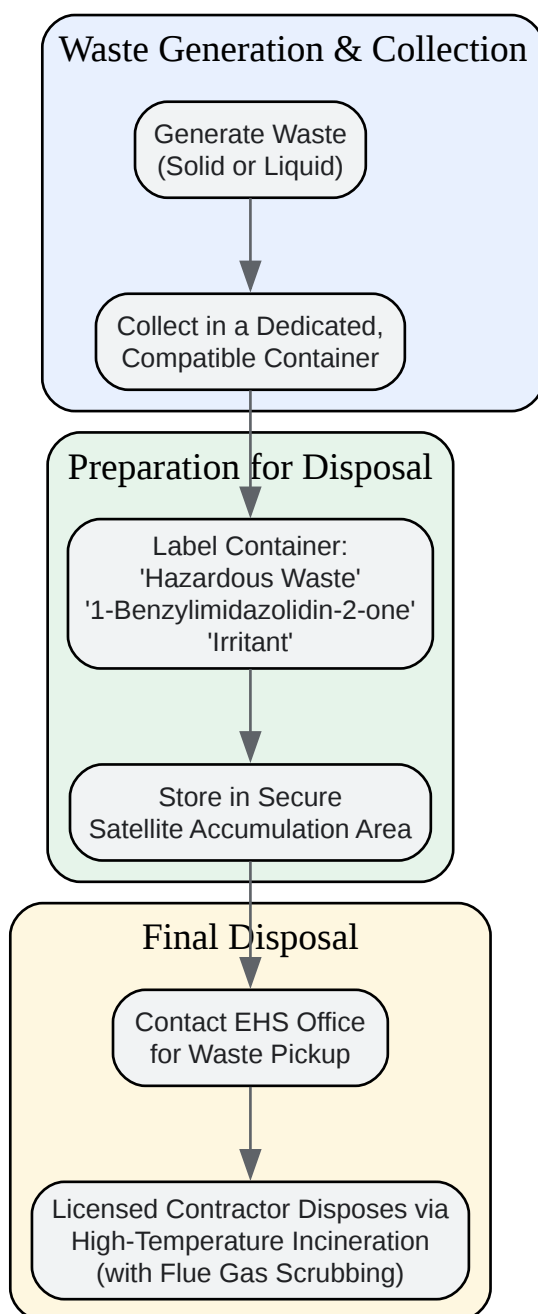 Waste Generation & Collection
Generate Waste
(Solid or Liquid)
Collect in a Dedicated,
Compatible Container
Preparation for Disposal
Label Container:
'Hazardous Waste'
'1-Benzylimidazolidin-2-one'
'Irritant'
Store in Secure
Satellite Accumulation Area
Final Disposal
Contact EHS Office
for Waste Pickup
Licensed Contractor Disposes via
High-Temperature Incineration
(with Flue Gas Scrubbing)